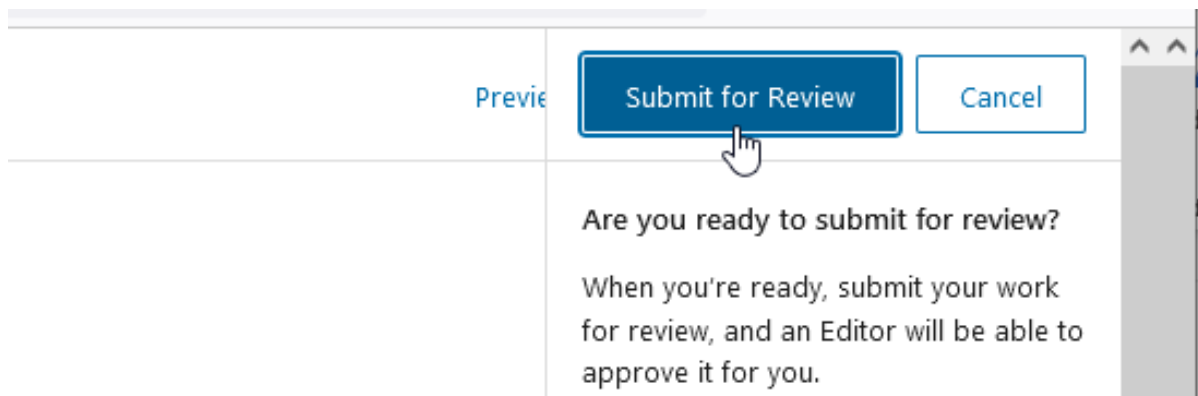 Previe
Submit for Review
Cancel
Are you ready to submit for review?
When you're ready, submit your work
for review, and an Editor will be able to
approve it for you.